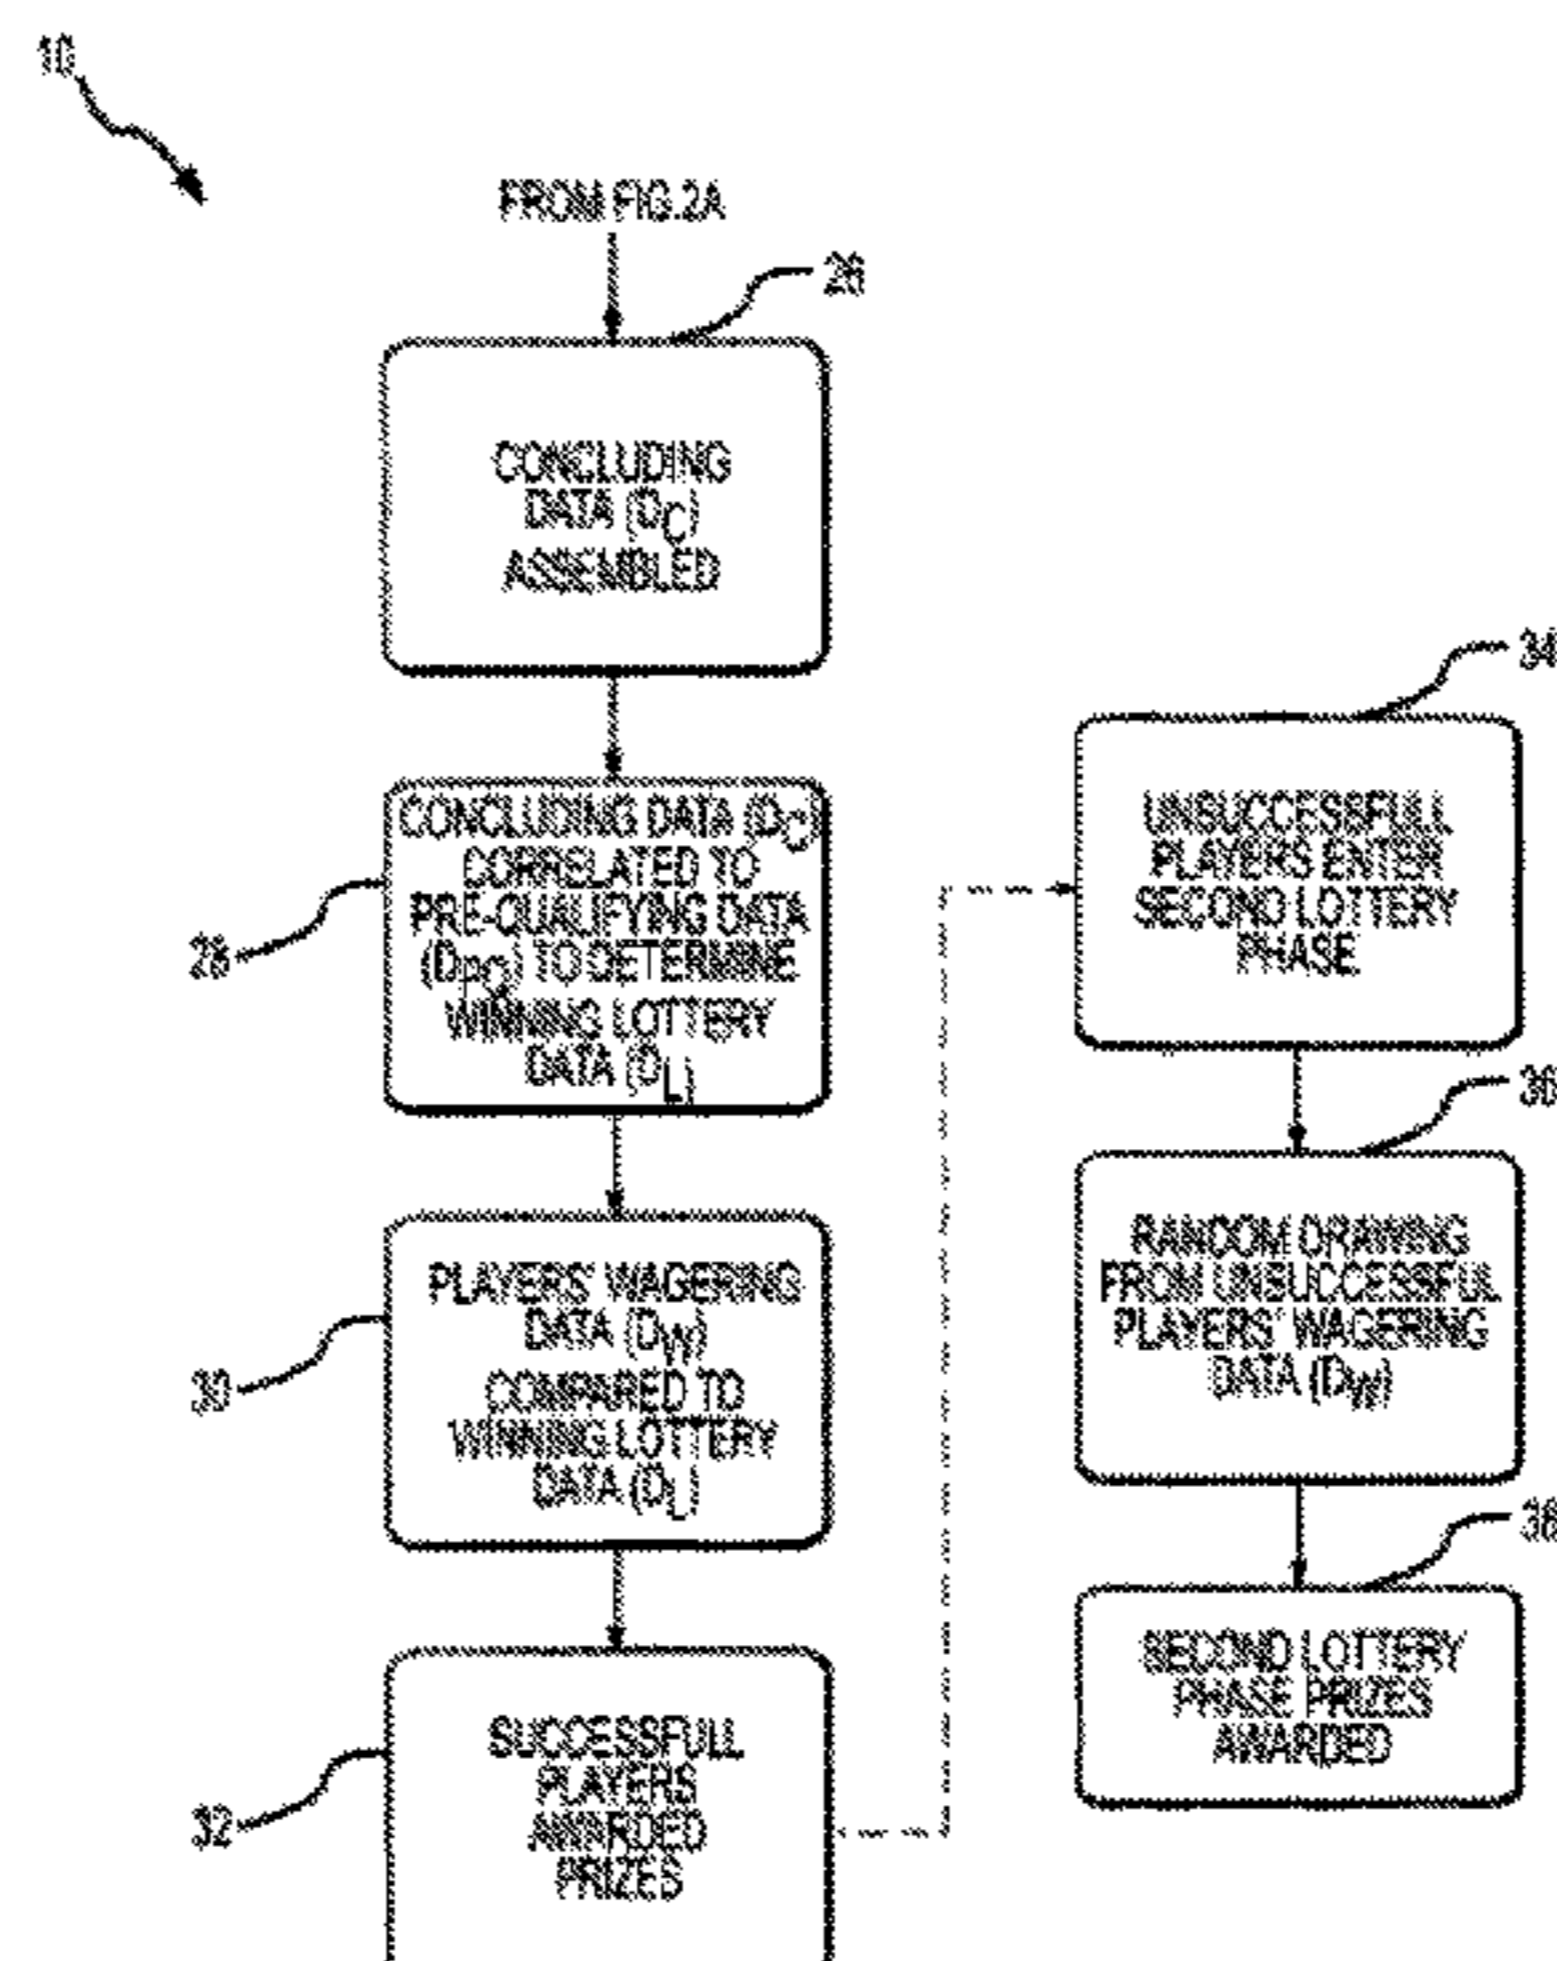 10
FROM FIG.2A
26
CONCLUDING
DATA (DC)
ASSEMBLED
28
CONCLUDING DATA (DC)
CORRELATED TO
PRE-QUALIFYING DATA
(DPQ) TO DETERMINE
WINNING LOTTERY
DATA (DL)
30
PLAYERS' WAGERING
DATA (DW)
COMPARED TO
WINNING LOTTERY
DATA (DL)
32
SUCCESSFULL
PLAYERS
AWARDED
PRIZES
34
UNSUCCESSFULL
PLAYERS ENTER
SECOND LOTTERY
PHASE
36
RANDOM DRAWING
FROM UNSUCCESSFUL
PLAYERS' WAGERING
DATA (DW)
38
SECOND LOTTERY
PHASE PRIZES
AWARDED